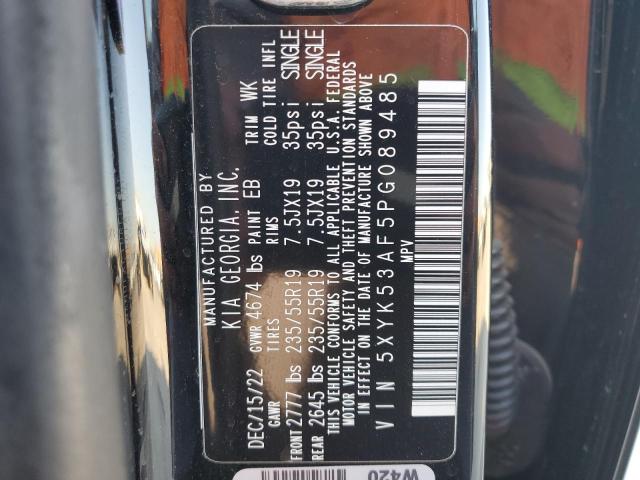 MANUFACTURED BY
KIA GEORGIA, INC.
DEC/15/22 GVWR 4674 lbs PAINT EB TRIM WK
GAWR TIRES RIMS COLD TIRE INFL
FRONT 2777 lbs 235/55R19 7.5JX19 35psi SINGLE
REAR 2645 lbs 235/55R19 7.5JX19 35psi SINGLE
THIS VEHICLE CONFORMS TO ALL APPLICABLE U.S.A. FEDERAL
MOTOR VEHICLE SAFETY, BUMPER, AND THEFT PREVENTION STANDARDS
IN EFFECT ON THE DATE OF MANUFACTURE SHOWN ABOVE
VIN 5XYK53AF5PG089485
MPV
W420